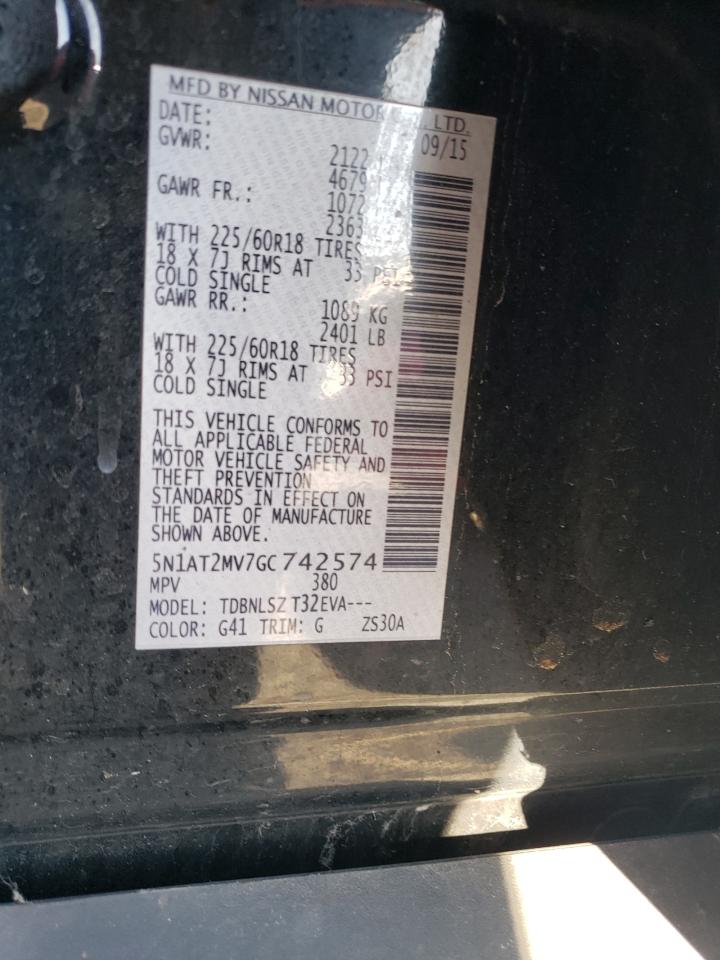 MFD BY NISSAN MOTOR LTD.
DATE: 09/15
GVWR: 2122
4679
GAWR FR.: 1072
2363
WITH 225/60R18 TIRES
18 X 7J RIMS AT 33 PSI
COLD SINGLE
GAWR RR.: 1089 KG
2401 LB
WITH 225/60R18 TIRES
18 X 7J RIMS AT 33 PSI
COLD SINGLE
THIS VEHICLE CONFORMS TO
ALL APPLICABLE FEDERAL
MOTOR VEHICLE SAFETY AND
THEFT PREVENTION
STANDARDS IN EFFECT ON
THE DATE OF MANUFACTURE
SHOWN ABOVE.
5N1AT2MV7GC742574
MPV 380
MODEL: TDBNLSZ T32EVA---
COLOR: G41 TRIM: G ZS30A